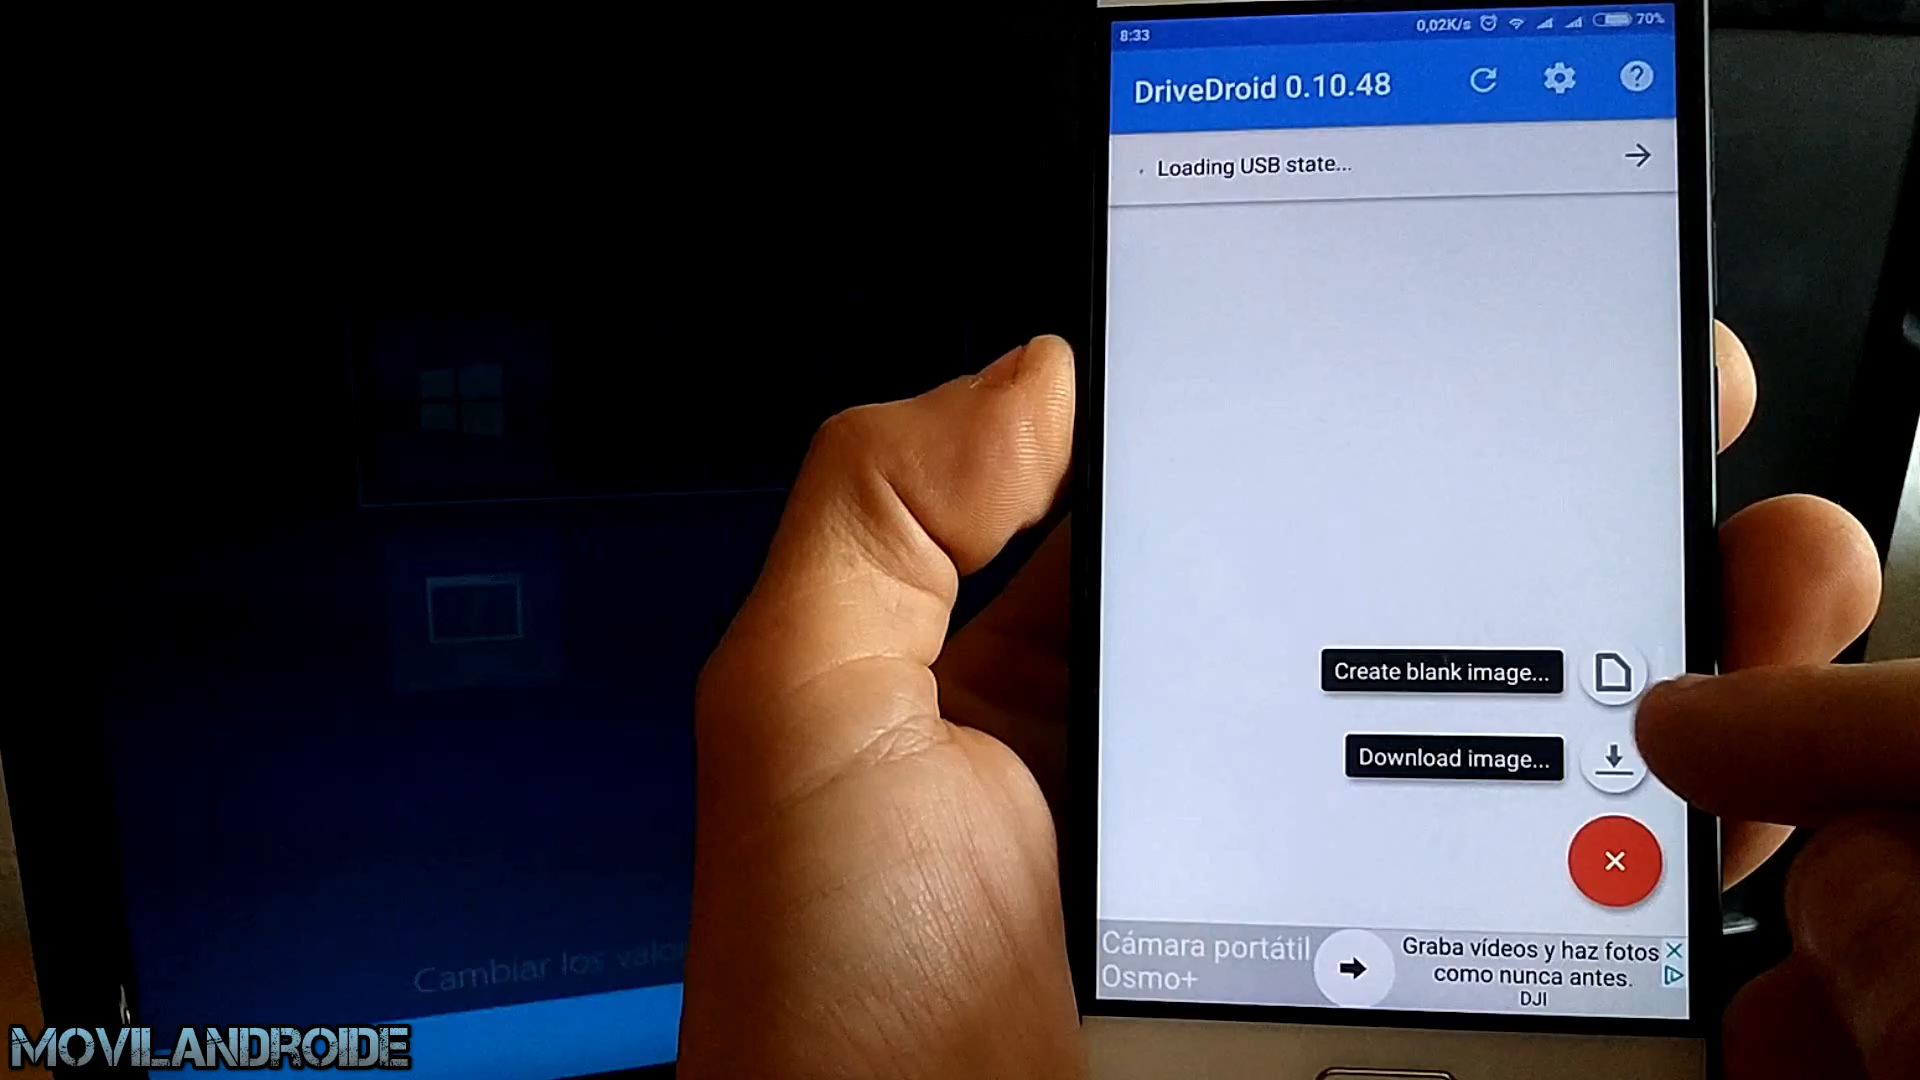 8:33
0,02K/s
70%
DriveDroid 0.10.48
Loading USB state...
Create blank image...
Download image...
Cámara portátil
Osmo+
Graba vídeos y haz fotos
como nunca antes.
DJI
Cambiar los valo
MOVILANDROIDE